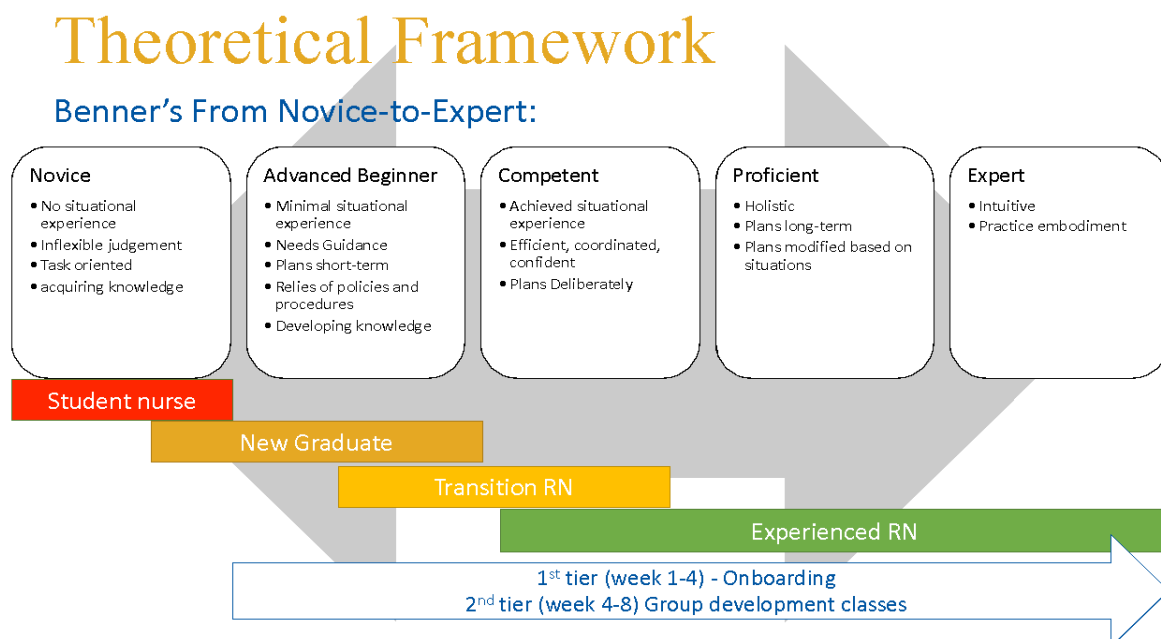 Theoretical Framework
Benner's From Novice-to-Expert:
Novice
• No situational
experience
• Inflexible judgement
• Task oriented
• acquiring knowledge
Advanced Beginner
• Minimal situational
experience
• Needs Guidance
• Plans short-term
• Relies of policies and
procedures
• Developing knowledge
Competent
• Achieved situational
experience
• Efficient, coordinated,
confident
• Plans Deliberately
Proficient
• Holistic
• Plans long-term
• Plans modified based on
situations
Expert
• Intuitive
• Practice embodiment
Student nurse
New Graduate
Transition RN
Experienced RN
1st tier (week 1-4) - Onboarding
2nd tier (week 4-8) Group development classes